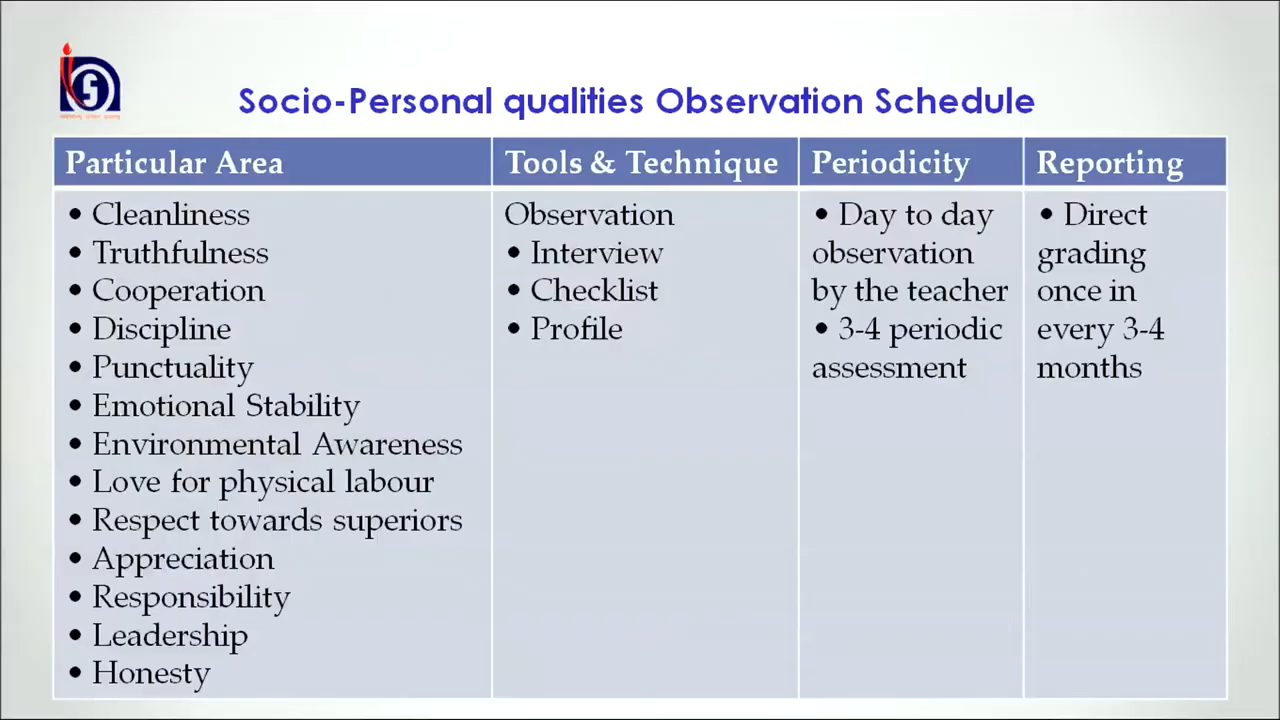 Socio-Personal qualities Observation Schedule
Particular Area
Tools & Technique
Periodicity
Reporting
• Cleanliness
• Truthfulness
• Cooperation
• Discipline
• Punctuality
• Emotional Stability
• Environmental Awareness
• Love for physical labour
• Respect towards superiors
• Appreciation
• Responsibility
• Leadership
• Honesty
Observation
• Interview
• Checklist
• Profile
• Day to day
observation
by the teacher
• 3-4 periodic
assessment
• Direct
grading
once in
every 3-4
months